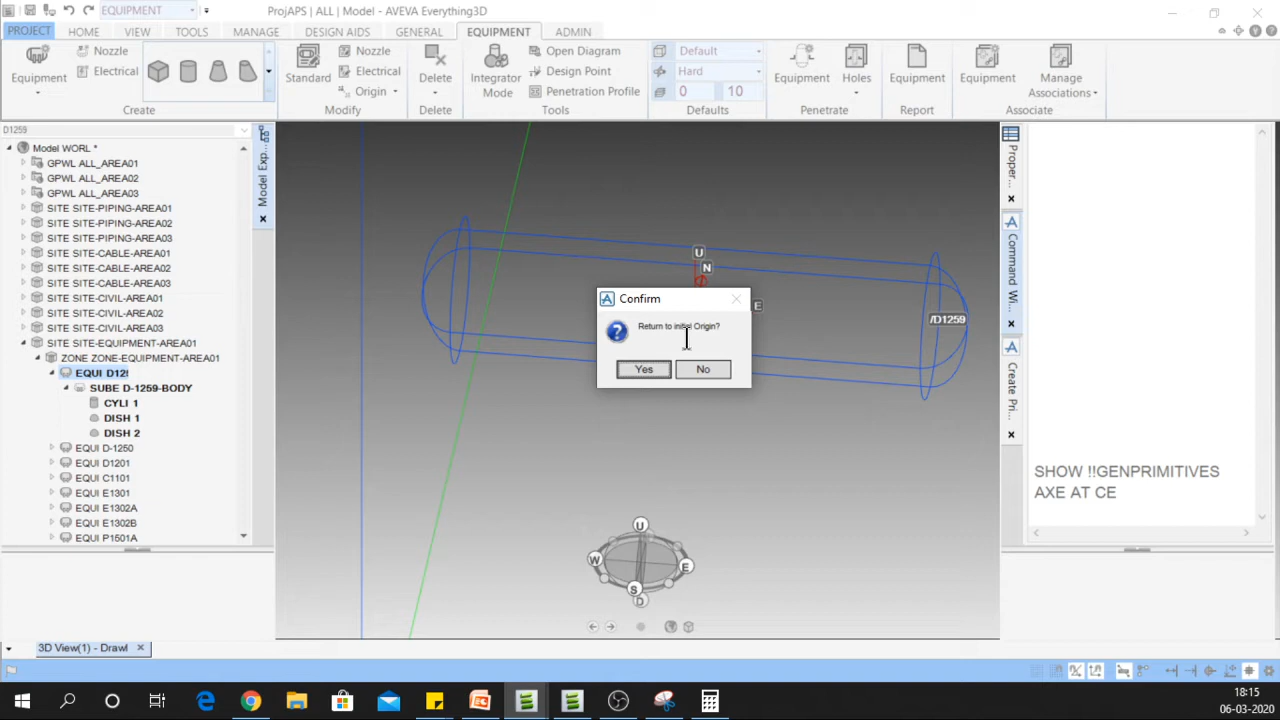 EQUIPMENT
ProjAPS | ALL | Model - AVEVA Everything3D
PROJECT
HOME
VIEW
TOOLS
MANAGE
DESIGN AIDS
GENERAL
EQUIPMENT
ADMIN
Equipment
Nozzle
Electrical
Create
Standard
Nozzle
Electrical
Origin
Modify
Delete
Delete
Integrator
Mode
Open Diagram
Design Point
Penetration Profile
Tools
Default
Hard
0
10
Defaults
Equipment
Holes
Penetrate
Equipment
Report
Equipment
Manage
Associations
Associate
D1259
Model WORL *
GPWL ALL_AREA01
GPWL ALL_AREA02
GPWL ALL_AREA03
SITE SITE-PIPING-AREA01
SITE SITE-PIPING-AREA02
SITE SITE-PIPING-AREA03
SITE SITE-CABLE-AREA01
SITE SITE-CABLE-AREA02
SITE SITE-CABLE-AREA03
SITE SITE-CIVIL-AREA01
SITE SITE-CIVIL-AREA02
SITE SITE-CIVIL-AREA03
SITE SITE-EQUIPMENT-AREA01
ZONE ZONE-EQUIPMENT-AREA01
EQUI D125
SUBE D-1259-BODY
CYLI 1
DISH 1
DISH 2
EQUI D-1250
EQUI D1201
EQUI C1101
EQUI E1301
EQUI E1302A
EQUI E1302B
EQUI P1501A
Model Exp...
U
N
E
/D1259
Confirm
Return to initial Origin?
Yes
No
U
W
E
S
D
Proper...
Command Wi...
Create Pri...
SHOW !!GENPRIMITIVES
AXE AT CE
3D View(1) - Drawl
18:15
06-03-2020